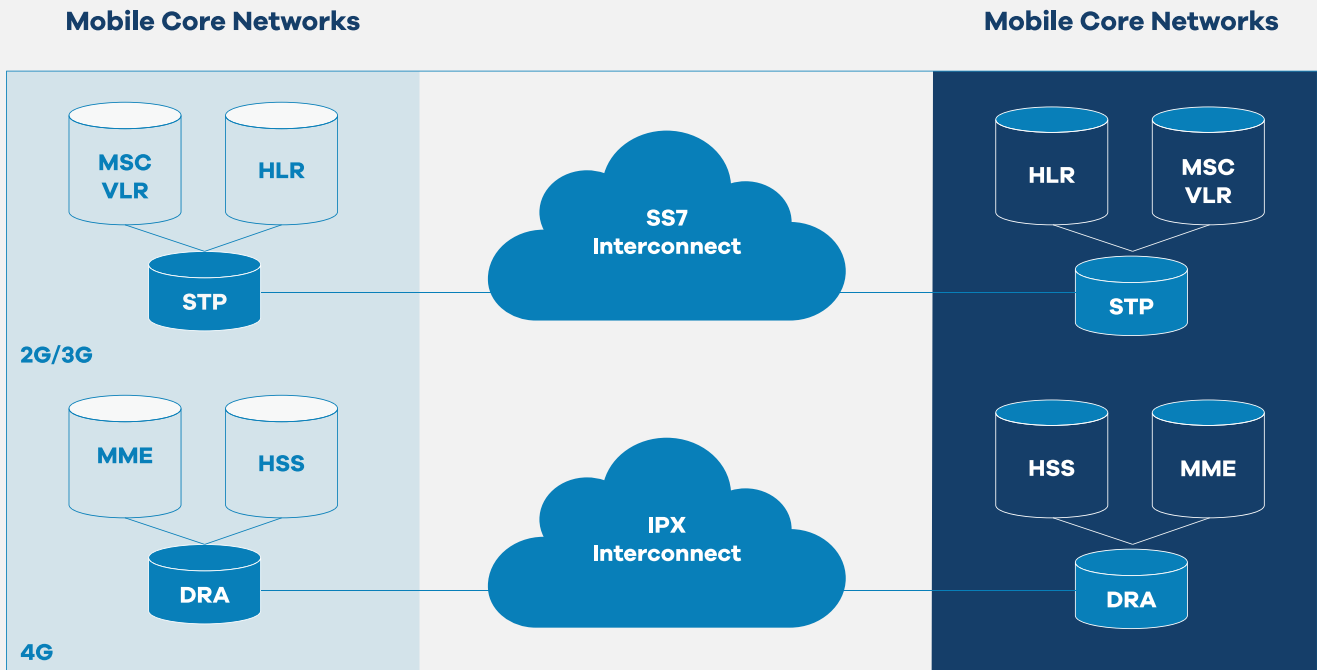 Mobile Core Networks
Mobile Core Networks
MSC
VLR
HLR
SS7
Interconnect
HLR
MSC
VLR
STP
STP
2G/3G
MME
HSS
IPX
Interconnect
HSS
MME
DRA
DRA
4G